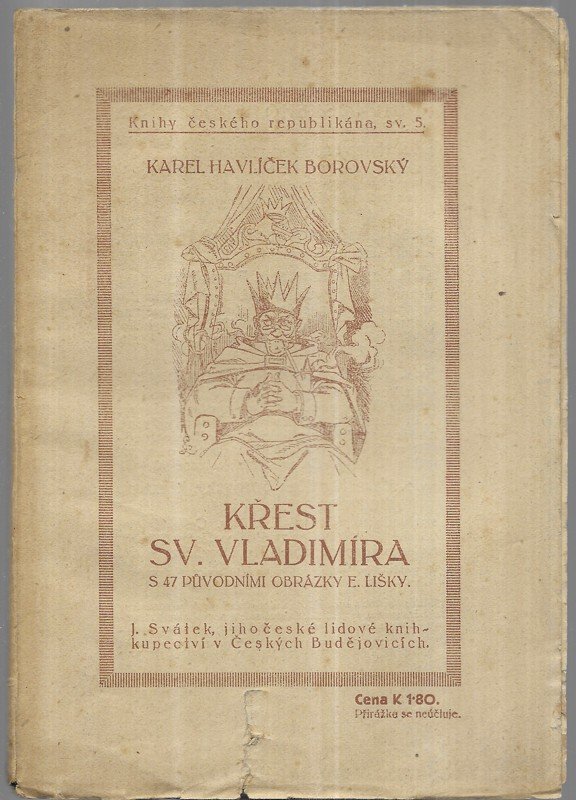 Knihy českého republikána, sv. 5.
KAREL HAVLÍČEK BOROVSKÝ
KŘEST
SV. VLADIMÍRA
S 47 PŮVODNÍMI OBRÁZKY E. LIŠKY.
J. Svátek, jihočeské lidové knih-
kupectví v Českých Budějovicích.
Cena K 1·80.
Přirážka se neúčtuje.